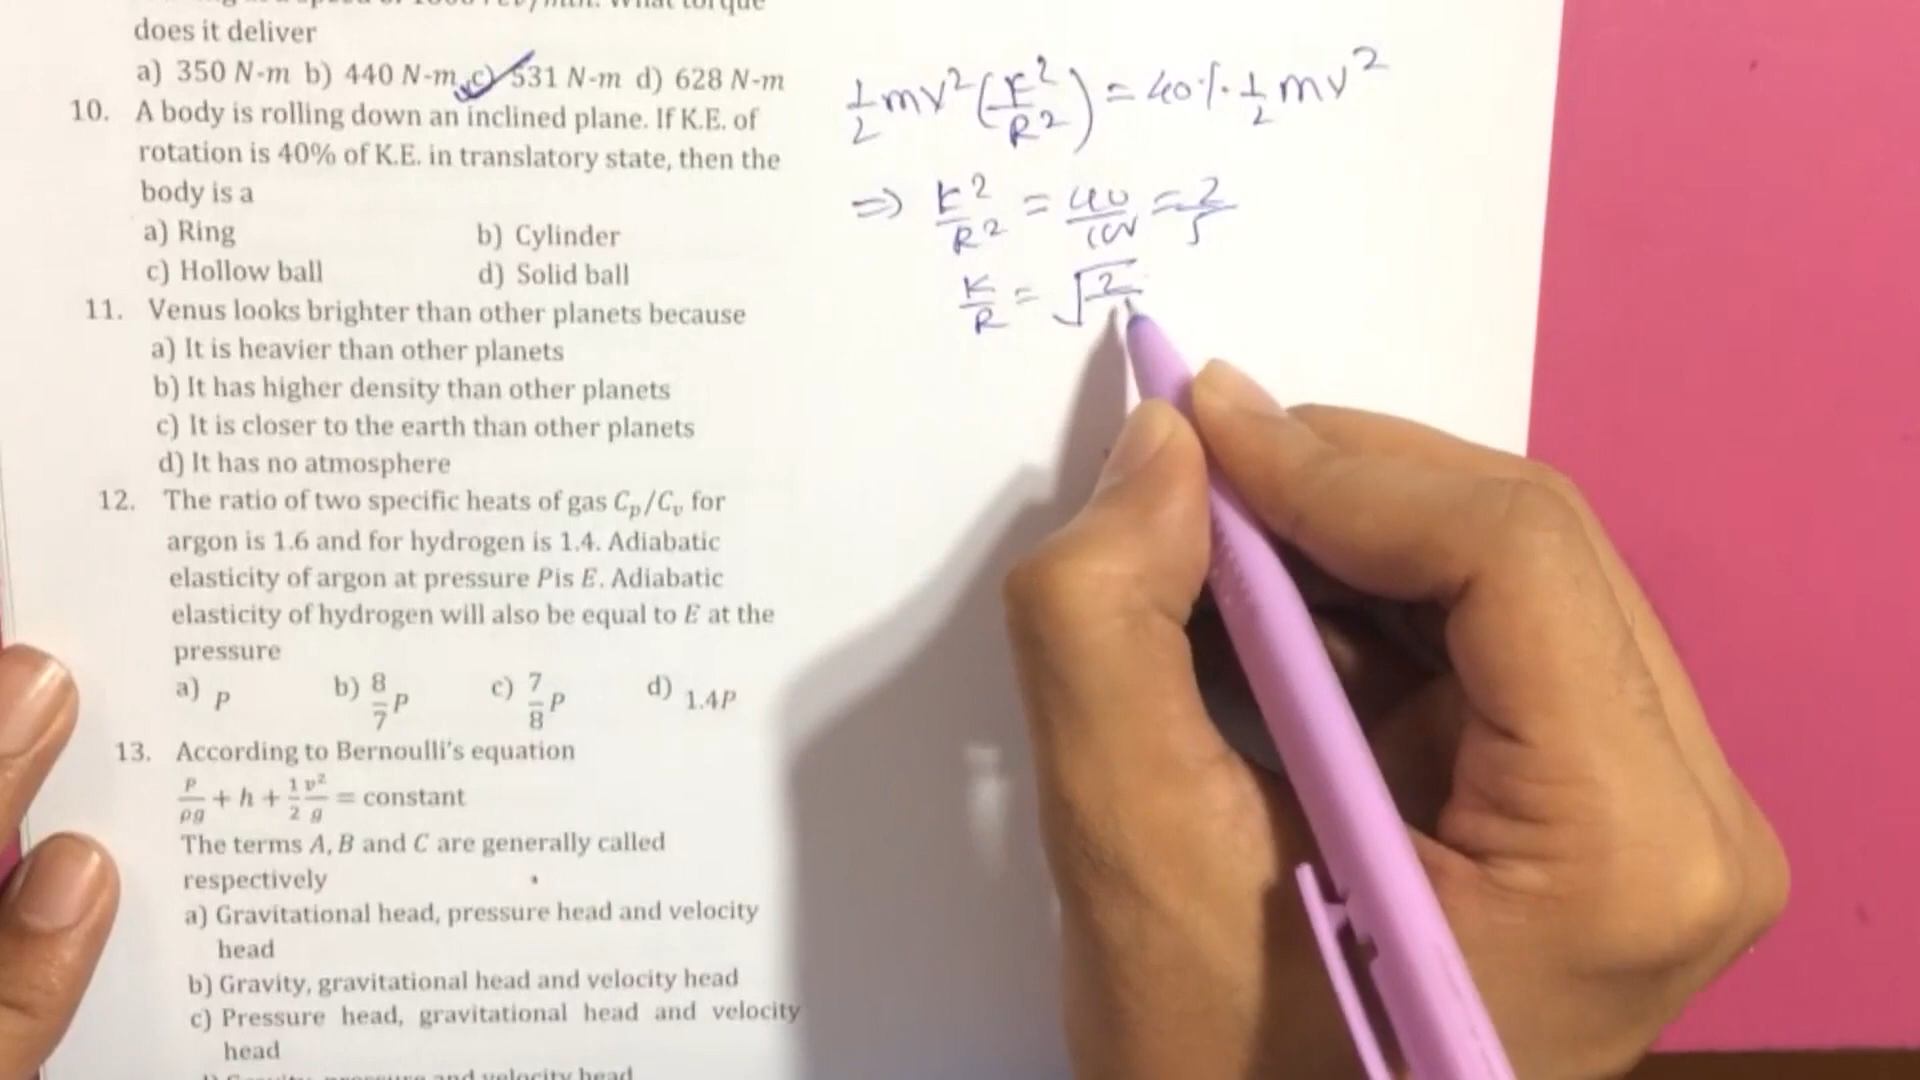 does it deliver
a) 350 N-m b) 440 N-m c) 531 N-m d) 628 N-m
10. A body is rolling down an inclined plane. If K.E. of
rotation is 40% of K.E. in translatory state, then the
body is a
a) Ring b) Cylinder
c) Hollow ball d) Solid ball
11. Venus looks brighter than other planets because
a) It is heavier than other planets
b) It has higher density than other planets
c) It is closer to the earth than other planets
d) It has no atmosphere
12. The ratio of two specific heats of gas Cp/Cv for
argon is 1.6 and for hydrogen is 1.4. Adiabatic
elasticity of argon at pressure Pis E. Adiabatic
elasticity of hydrogen will also be equal to E at the
pressure
a) P b) 8/7 P c) 7/8 P d) 1.4P
13. According to Bernoulli's equation
P/ρg + h + 1/2 v²/g = constant
The terms A, B and C are generally called
respectively
a) Gravitational head, pressure head and velocity
head
b) Gravity, gravitational head and velocity head
c) Pressure head, gravitational head and velocity
head
1/2 mv² (K²/R²) = 40% 1/2 mv²
⇒ K²/R² = 40/100 = 2/5
K/R = √2